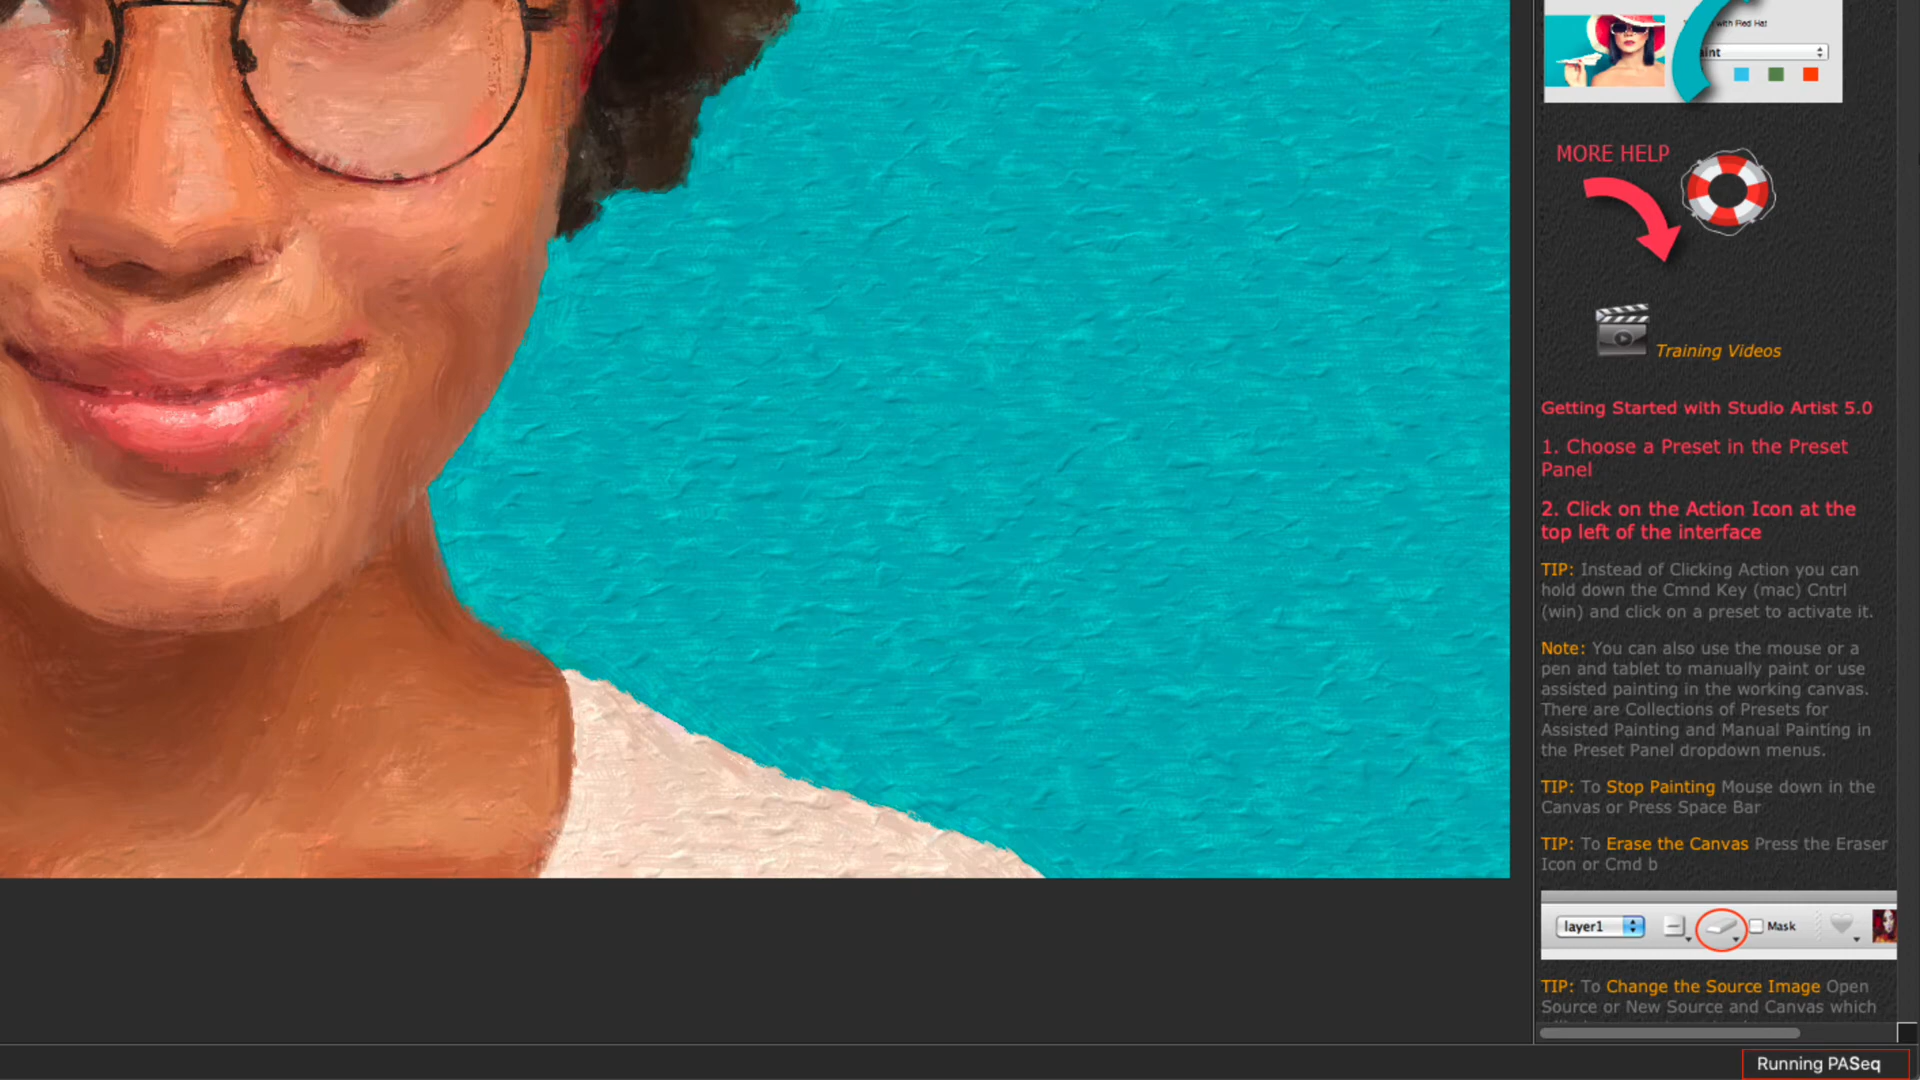 with Red Hat
aint
MORE HELP
Training Videos
Getting Started with Studio Artist 5.0
1. Choose a Preset in the Preset
Panel
2. Click on the Action Icon at the
top left of the interface
TIP: Instead of Clicking Action you can
hold down the Cmnd Key (mac) Cntrl
(win) and click on a preset to activate it.
Note: You can also use the mouse or a
pen and tablet to manually paint or use
assisted painting in the working canvas.
There are Collections of Presets for
Assisted Painting and Manual Painting in
the Preset Panel dropdown menus.
TIP: To Stop Painting Mouse down in the
Canvas or Press Space Bar
TIP: To Erase the Canvas Press the Eraser
Icon or Cmd b
layer1
Mask
TIP: To Change the Source Image Open
Source or New Source and Canvas which
Running PASeq